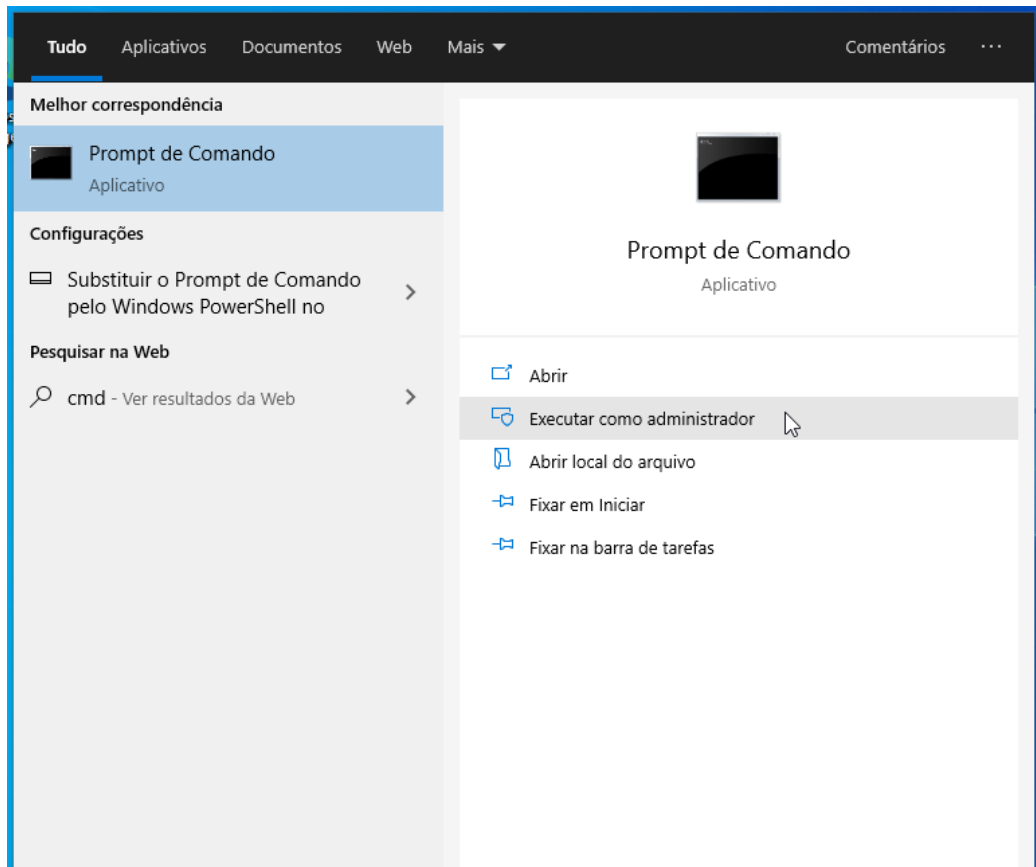 Tudo Aplicativos Documentos Web Mais Comentários ...
Melhor correspondência
Prompt de Comando
Aplicativo
Configurações
Substituir o Prompt de Comando
pelo Windows PowerShell no
Pesquisar na Web
cmd - Ver resultados da Web
Prompt de Comando
Aplicativo
Abrir
Executar como administrador
Abrir local do arquivo
Fixar em Iniciar
Fixar na barra de tarefas